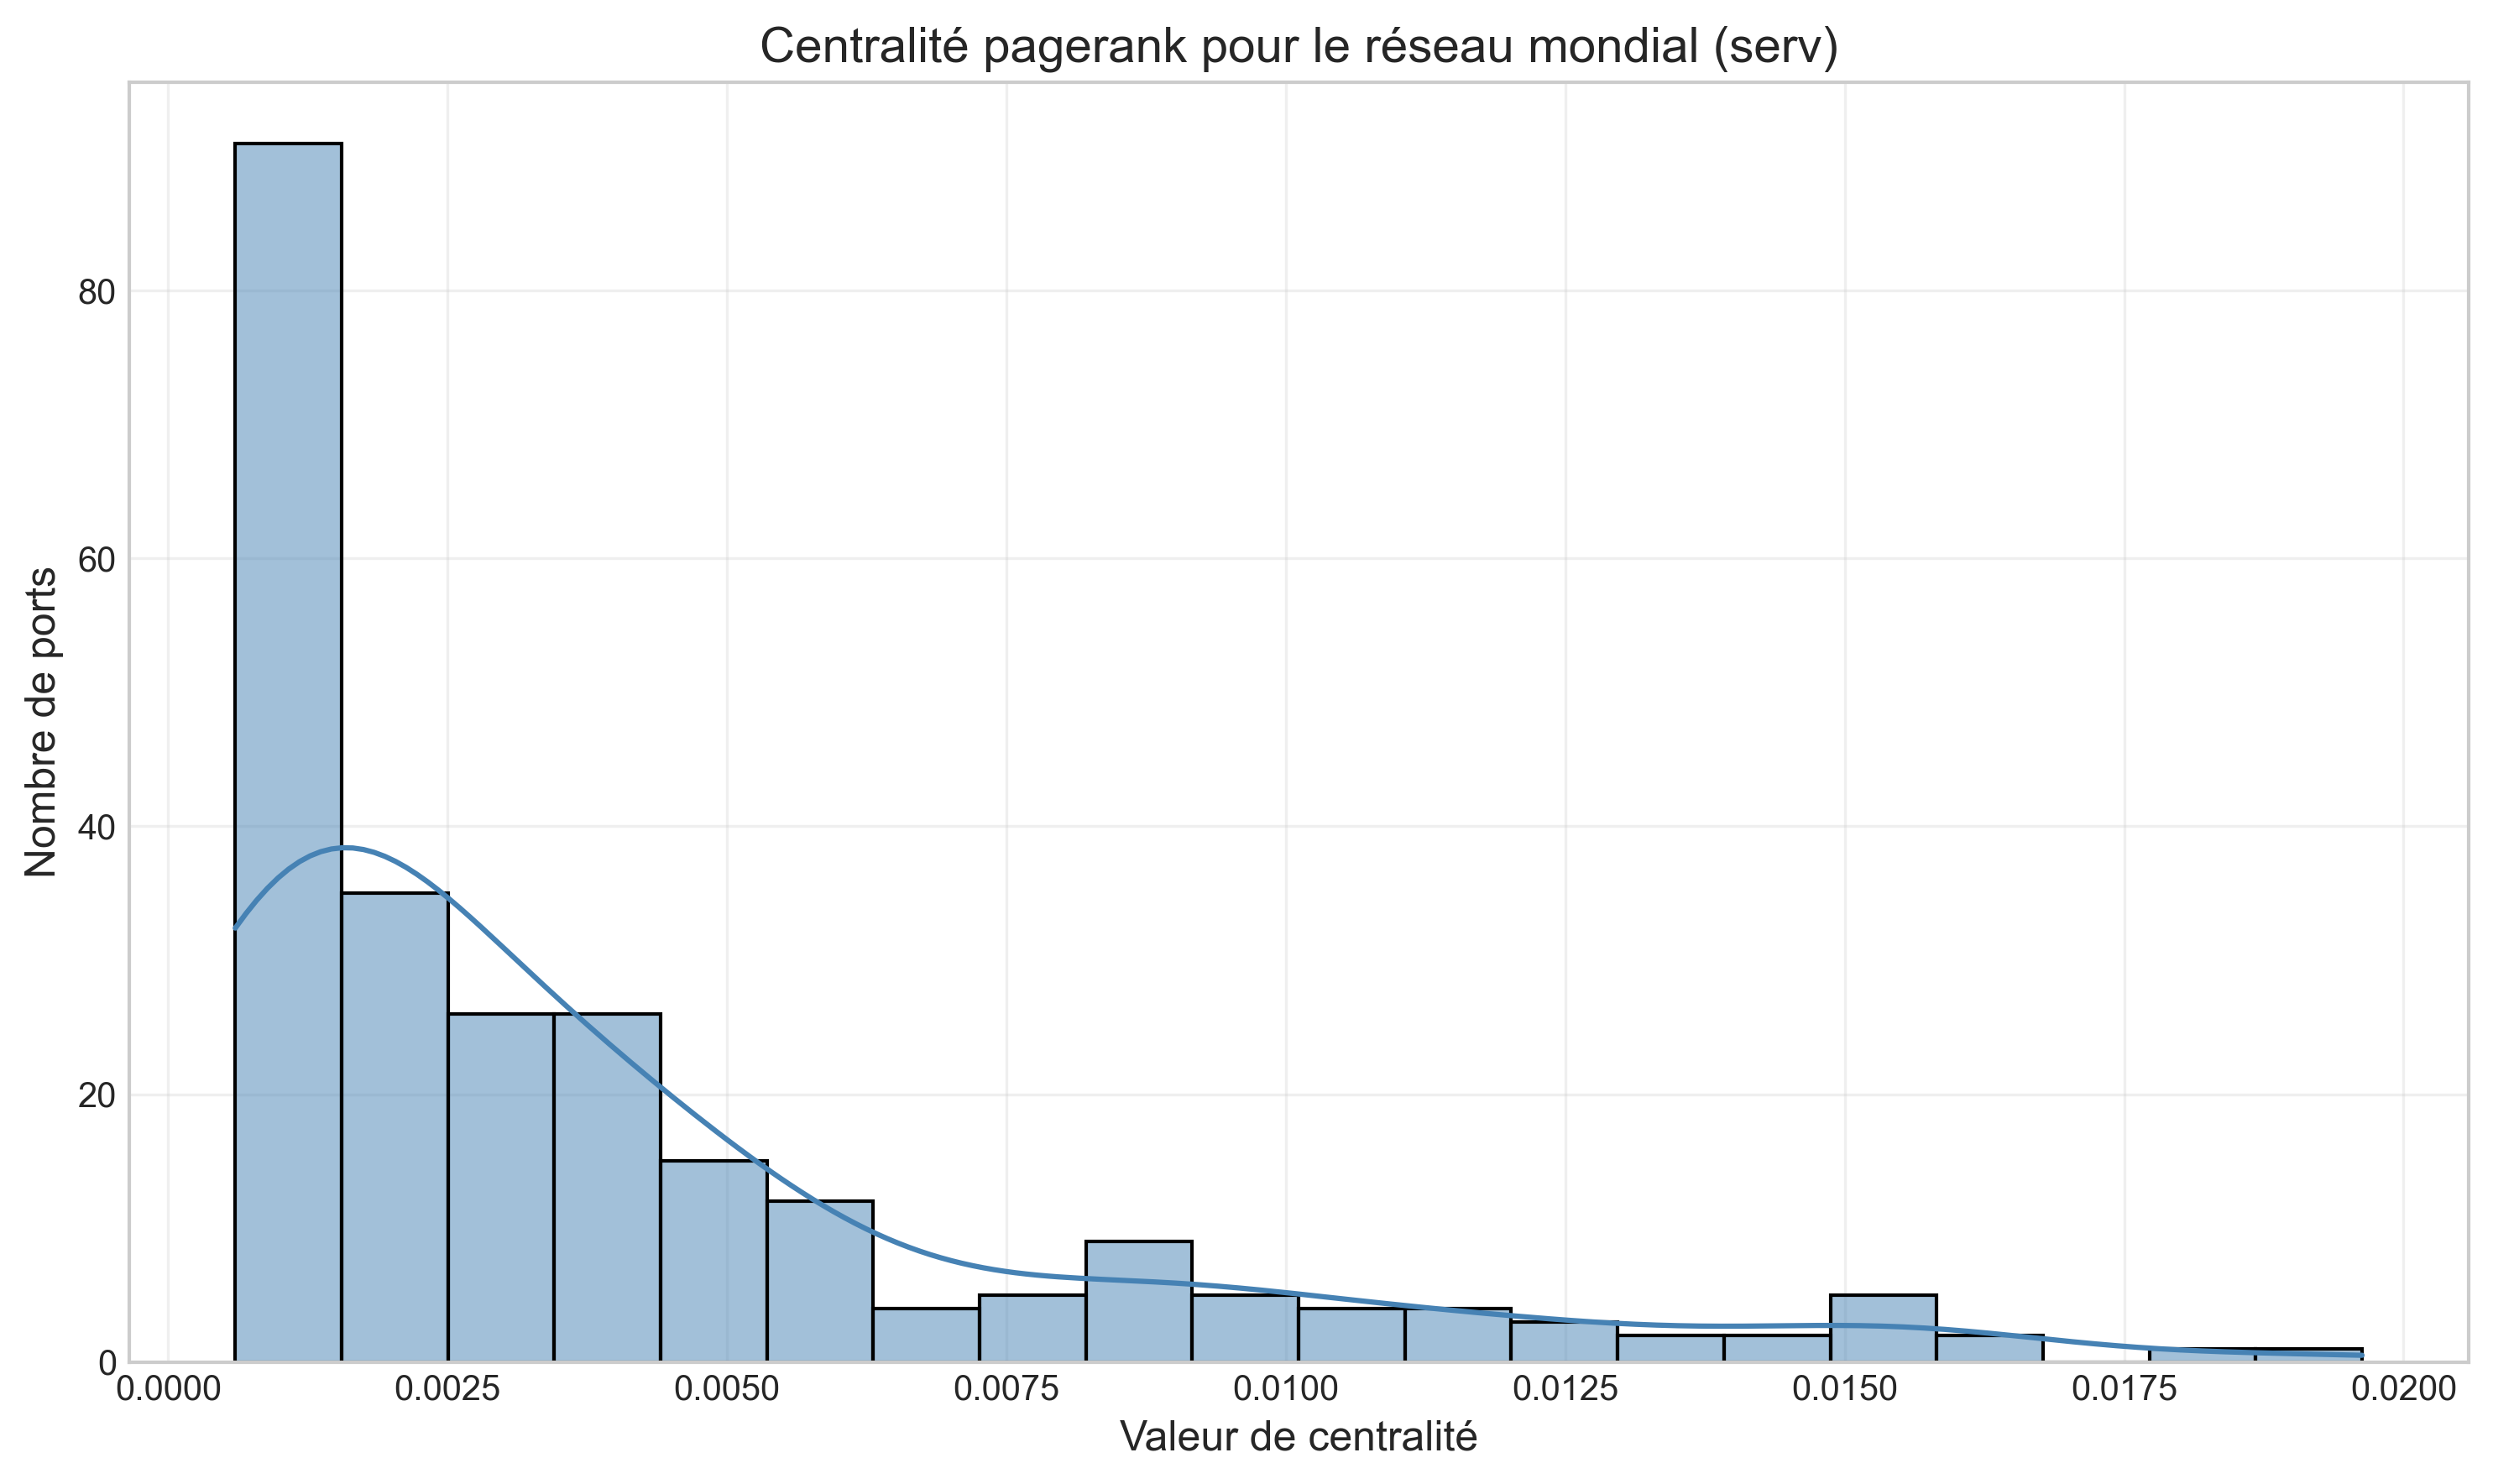 Centralité pagerank pour le réseau mondial (serv)
Nombre de ports
80
60
40
20
0
0.0000 0.0025 0.0050 0.0075 0.0100 0.0125 0.0150 0.0175 0.0200
Valeur de centralité